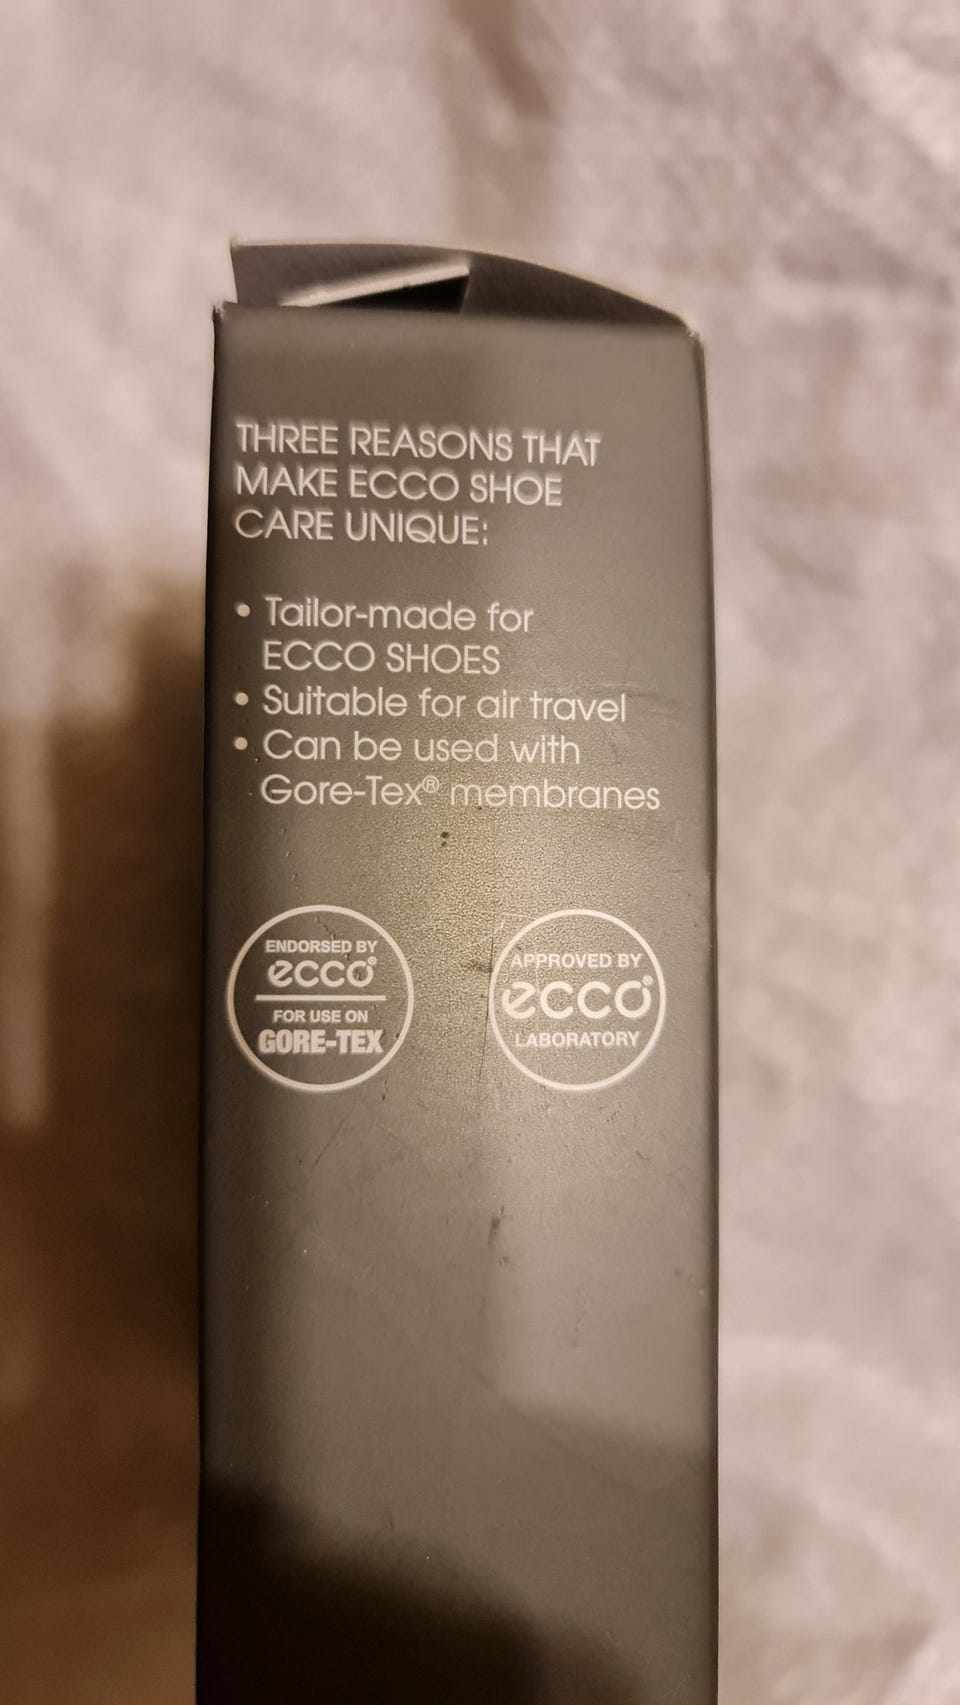 THREE REASONS THAT
MAKE ECCO SHOE
CARE UNIQUE:
• Tailor-made for
ECCO SHOES
• Suitable for air travel
• Can be used with
Gore-Tex® membranes
ENDORSED BY
ecco®
FOR USE ON
GORE-TEX
APPROVED BY
ecco®
LABORATORY